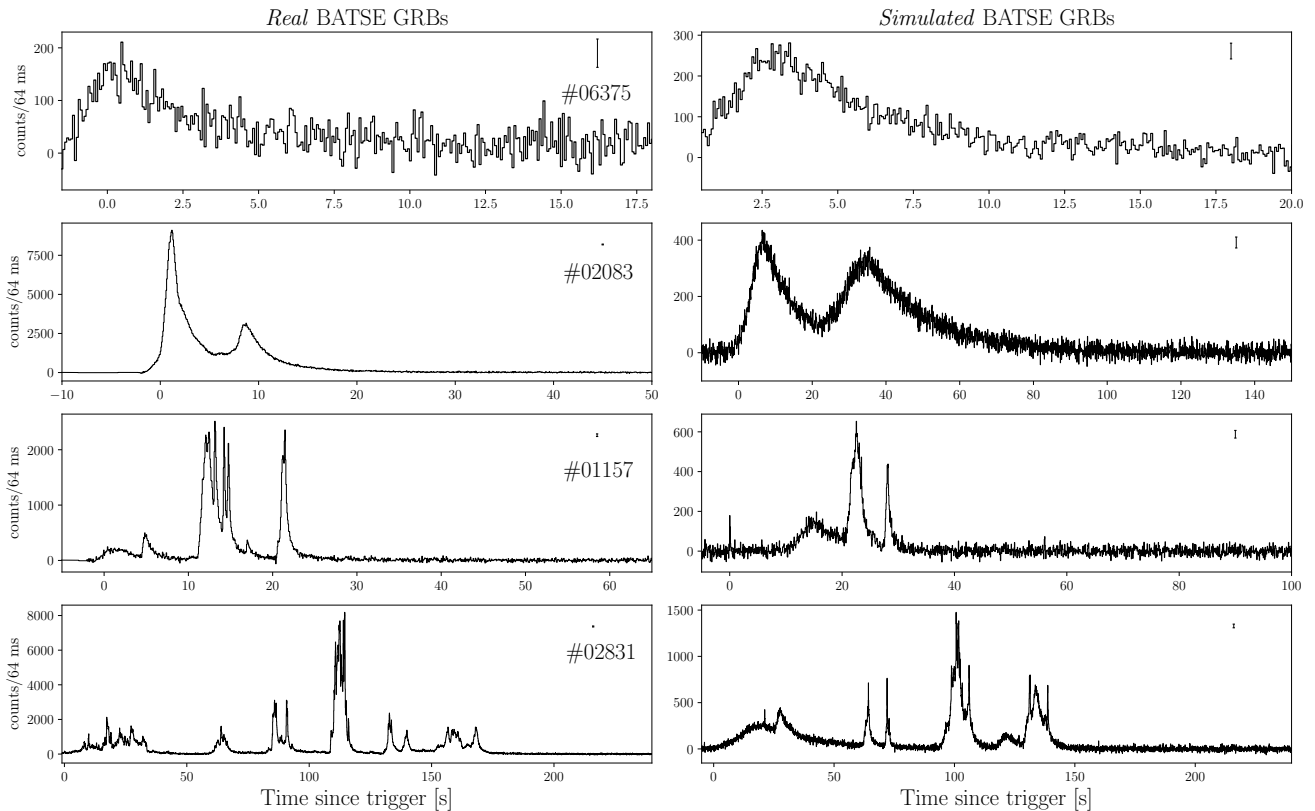 Real BATSE GRBs
Simulated BATSE GRBs
counts/64 ms
200
100
0
#06375
0.0 2.5 5.0 7.5 10.0 12.5 15.0 17.5
300
200
100
0
2.5 5.0 7.5 10.0 12.5 15.0 17.5 20.0
counts/64 ms
7500
5000
2500
0
#02083
−10 0 10 20 30 40 50
400
200
0
0 20 40 60 80 100 120 140
counts/64 ms
2000
1000
0
#01157
0 10 20 30 40 50 60
600
400
200
0
0 20 40 60 80 100
counts/64 ms
8000
6000
4000
2000
0
#02831
0 50 100 150 200
Time since trigger [s]
1500
1000
500
0
0 50 100 150 200
Time since trigger [s]